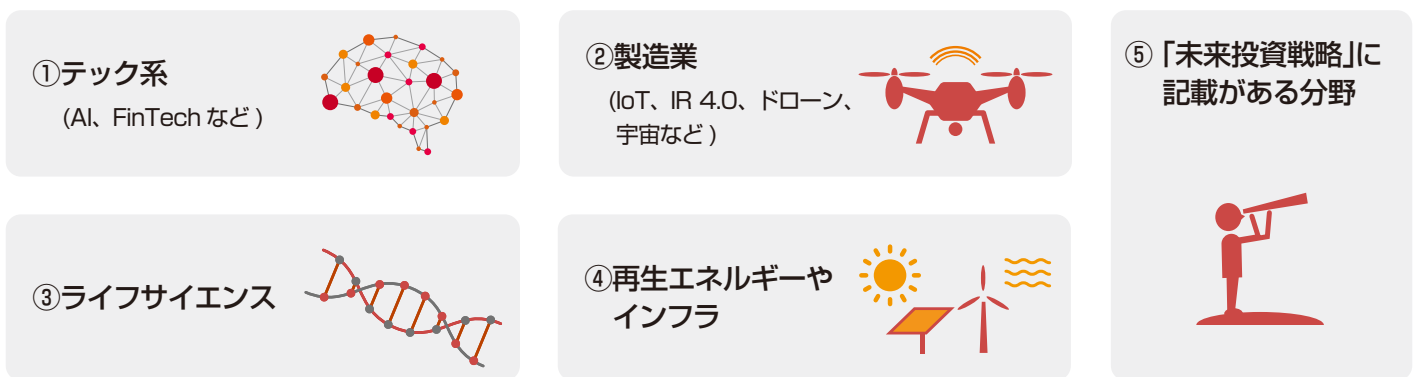 ①テック系
(AI、FinTech など)
②製造業
(IoT、IR 4.0、ドローン、
宇宙など)
③ライフサイエンス
④再生エネルギーや
インフラ
⑤「未来投資戦略」に
記載がある分野